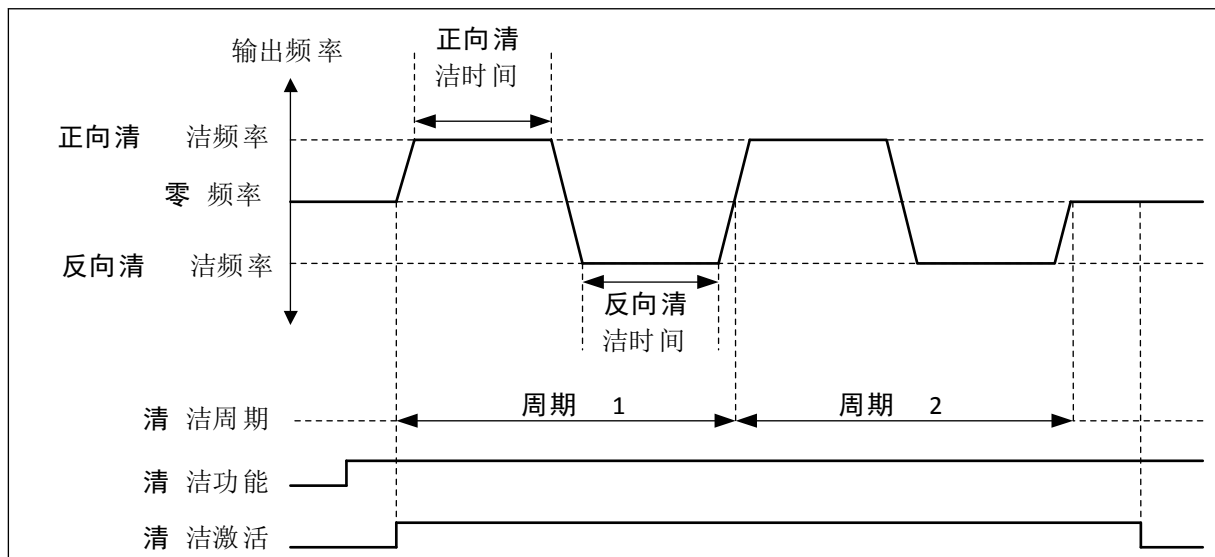 输出频率
正向清
洁时间
正向清 洁频率
零 频率
反向清 洁频率
反向清
洁时间
清 洁周期
周期 1
周期 2
清 洁功能
清 洁激活